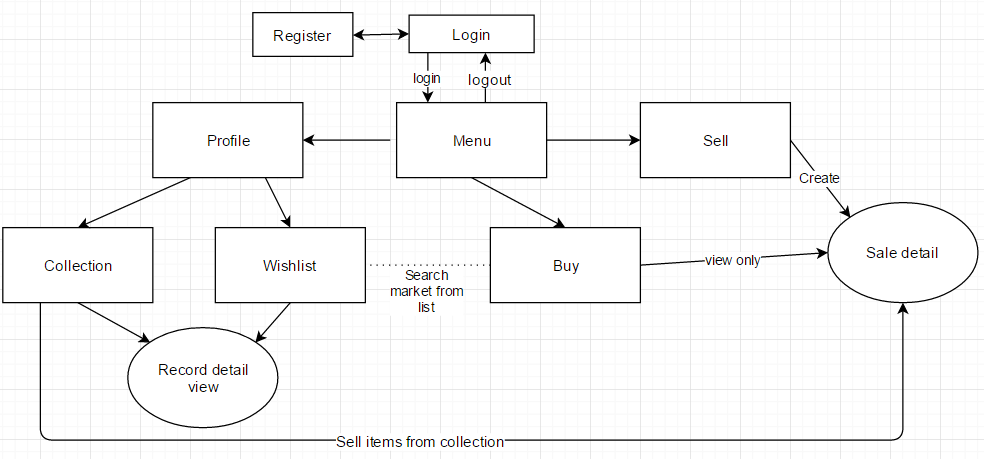 Register
Login
login
logout
Profile
Menu
Sell
Create
Collection
Wishlist
Search
market from
list
Buy
view only
Sale detail
Record detail
view
Sell items from collection